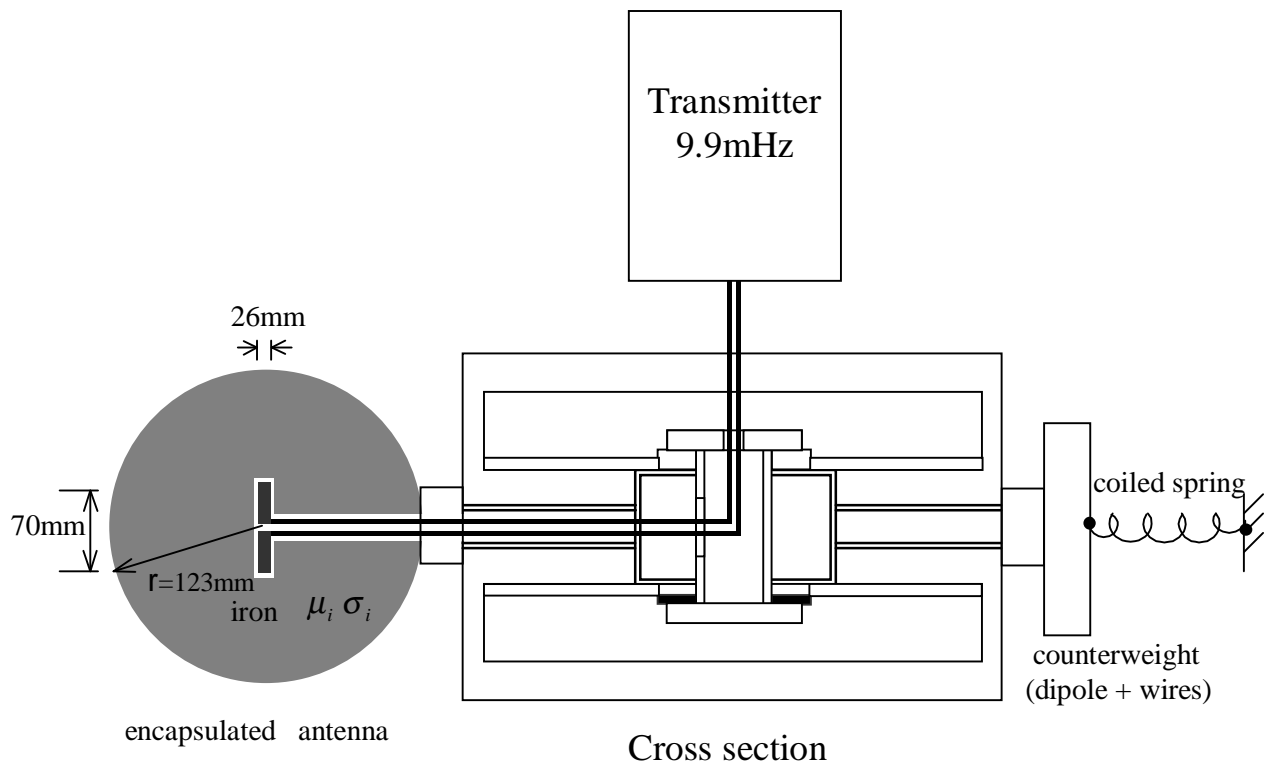 Transmitter
9.9mHz
26mm
70mm
r=123mm
iron μi σi
coiled spring
counterweight
(dipole + wires)
encapsulated antenna
Cross section